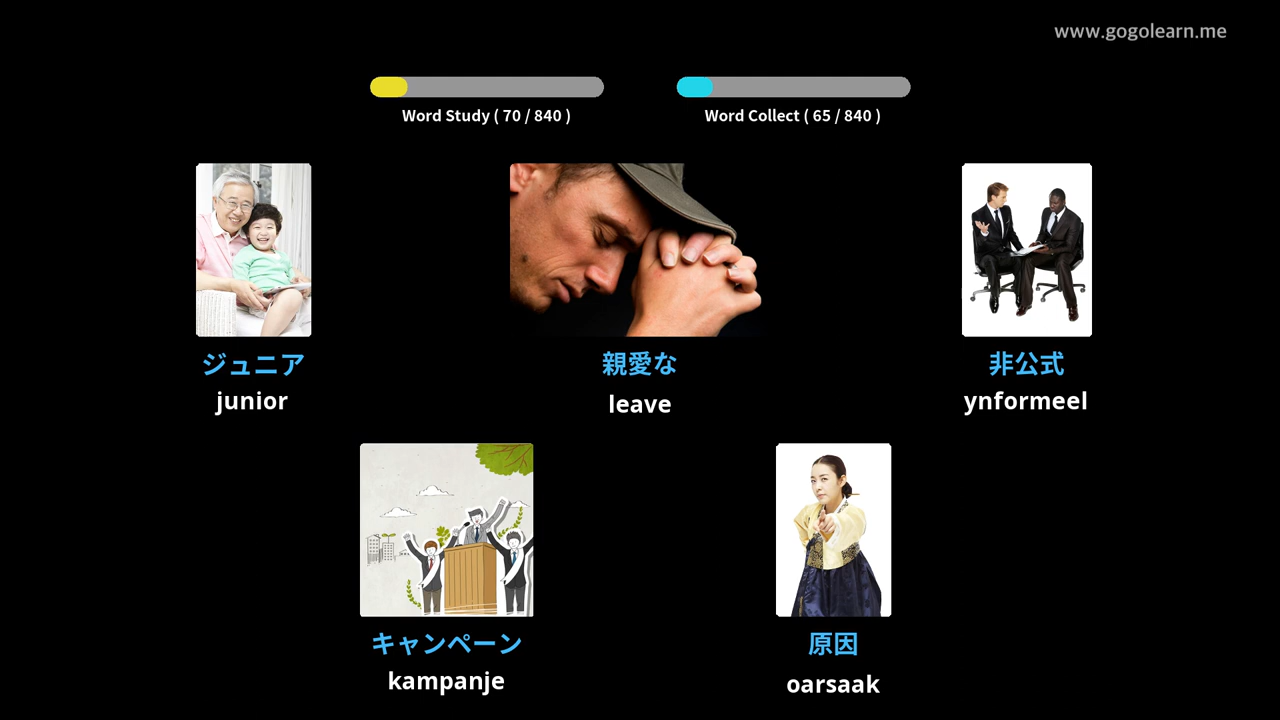 www.gogolearn.me
Word Study ( 70 / 840 )
Word Collect ( 65 / 840 )
ジュニア
junior
親愛な
leave
非公式
ynformeel
キャンペーン
kampanje
原因
oarsaak